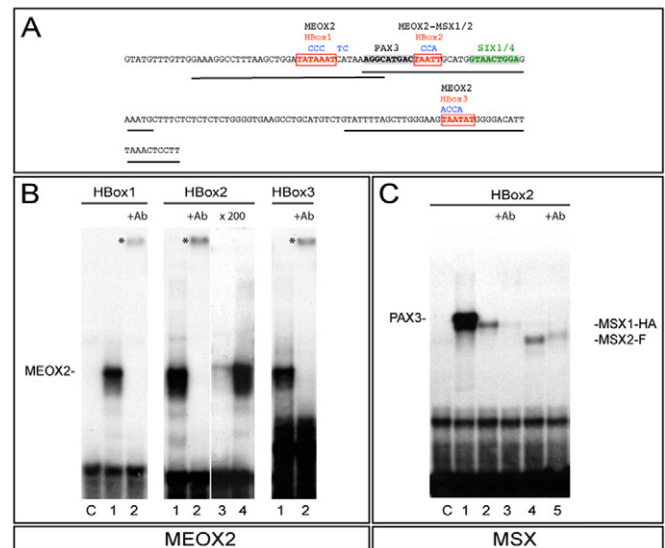 A
MEOX2 MEOX2-MSX1/2
HBox1 HBox2
CCC TC PAX3 CCA SIX1/4
GTATGTTTGTTGGAAAGGCCTTTAAGCTGGATATAAATCATAAAGGCATGACTAATTGCATGGTAACTGGAG
MEOX2
HBox3
ACCA
AAATGCTTTCTCTCTCTCTGGGGTGAAGCCTGCATGTCTGTATTTTAGCTTGGGAAGTAATATGGGGACATT
TAAACTCCTT
B
HBox1 HBox2 HBox3
+Ab +Ab x 200 +Ab
* * *
MEOX2-
C 1 2 1 2 3 4 1 2
MEOX2
C
HBox2
+Ab +Ab
PAX3- -MSX1-HA
-MSX2-F
C 1 2 3 4 5
MSX